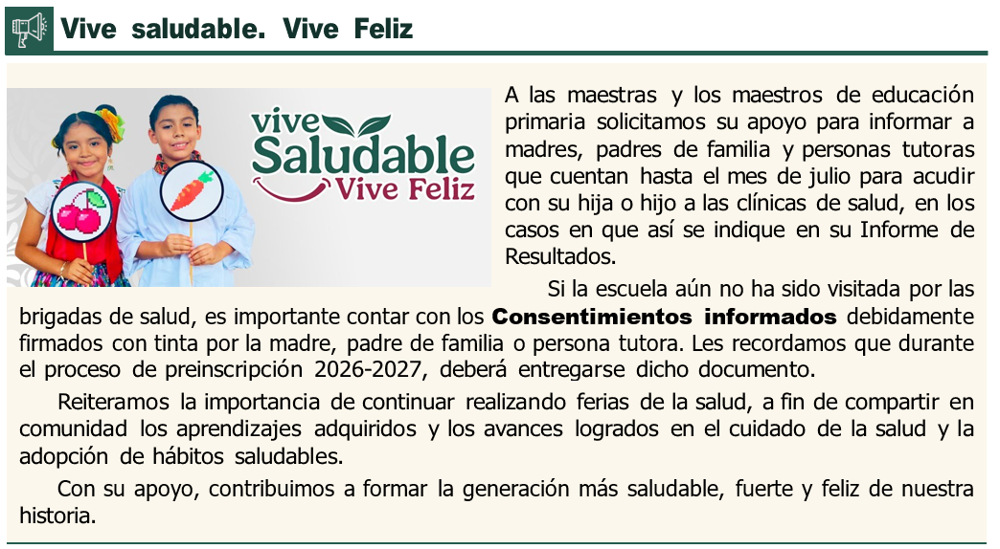 Vive saludable. Vive Feliz
vive
Saludable
Vive Feliz
A las maestras y los maestros de educación
primaria solicitamos su apoyo para informar a
madres, padres de familia y personas tutoras
que cuentan hasta el mes de julio para acudir
con su hija o hijo a las clínicas de salud, en los
casos en que así se indique en su Informe de
Resultados.
Si la escuela aún no ha sido visitada por las
brigadas de salud, es importante contar con los Consentimientos informados debidamente
firmados con tinta por la madre, padre de familia o persona tutora. Les recordamos que durante
el proceso de preinscripción 2026-2027, deberá entregarse dicho documento.
Reiteramos la importancia de continuar realizando ferias de la salud, a fin de compartir en
comunidad los aprendizajes adquiridos y los avances logrados en el cuidado de la salud y la
adopción de hábitos saludables.
Con su apoyo, contribuimos a formar la generación más saludable, fuerte y feliz de nuestra
historia.